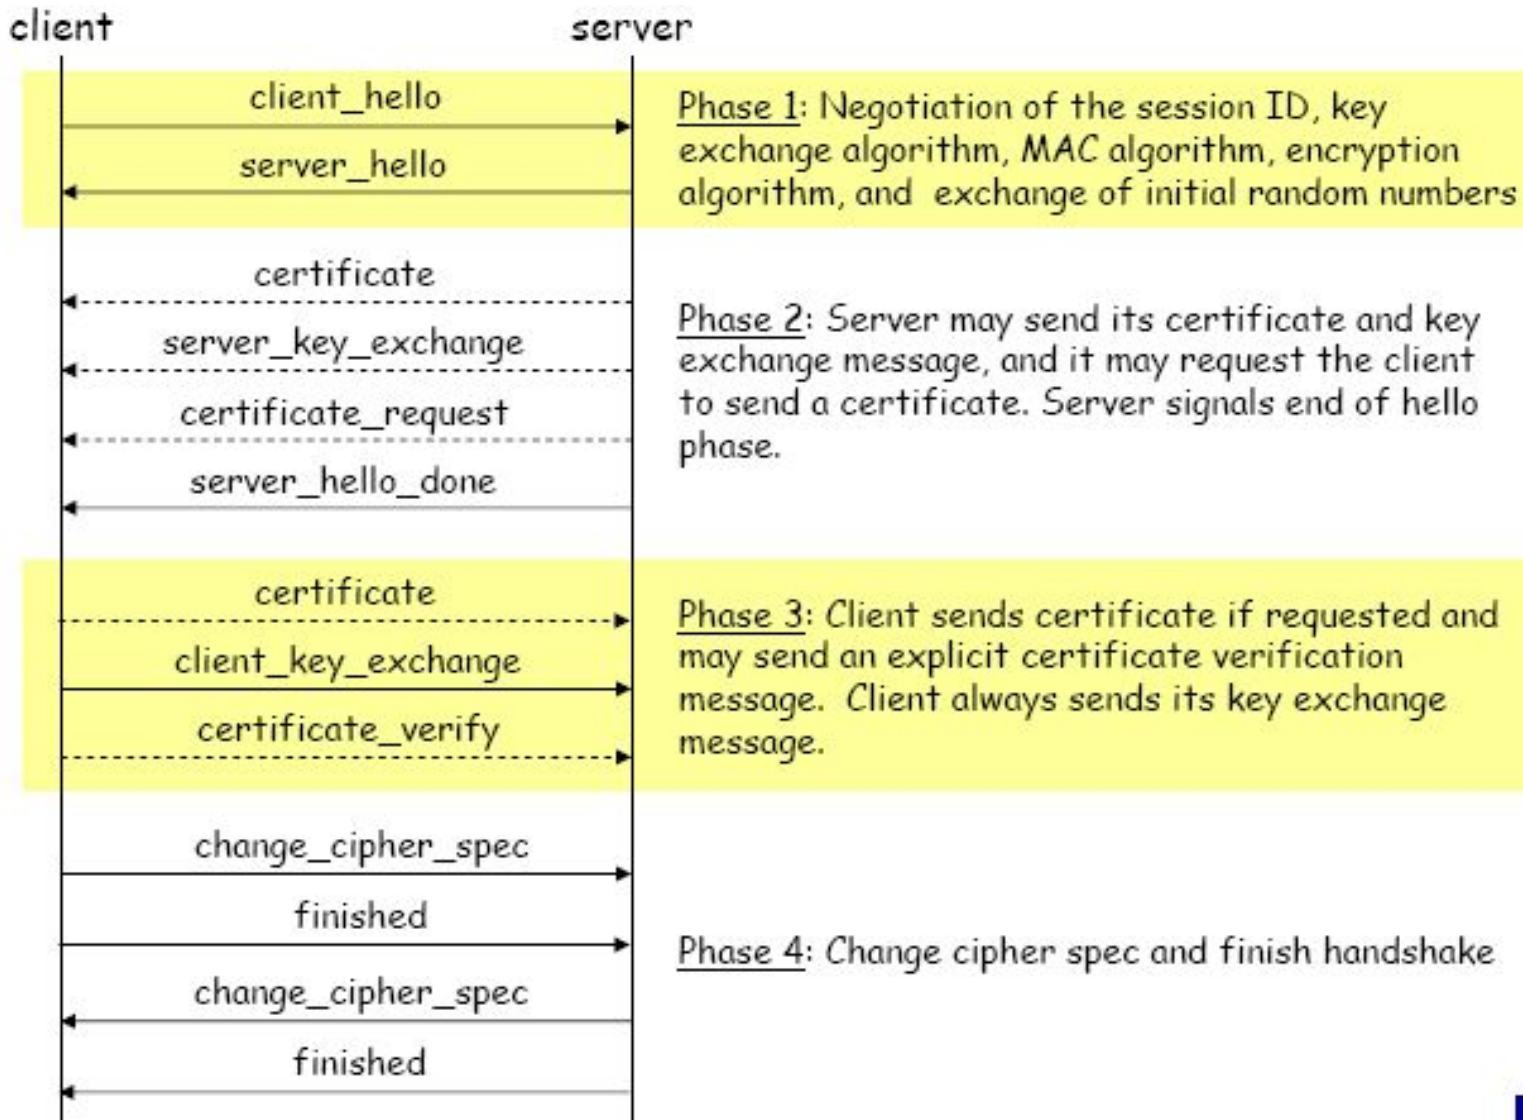 client
server
client_hello
server_hello
Phase 1: Negotiation of the session ID, key
exchange algorithm, MAC algorithm, encryption
algorithm, and exchange of initial random numbers
certificate
server_key_exchange
certificate_request
server_hello_done
Phase 2: Server may send its certificate and key
exchange message, and it may request the client
to send a certificate. Server signals end of hello
phase.
certificate
client_key_exchange
certificate_verify
Phase 3: Client sends certificate if requested and
may send an explicit certificate verification
message. Client always sends its key exchange
message.
change_cipher_spec
finished
change_cipher_spec
finished
Phase 4: Change cipher spec and finish handshake